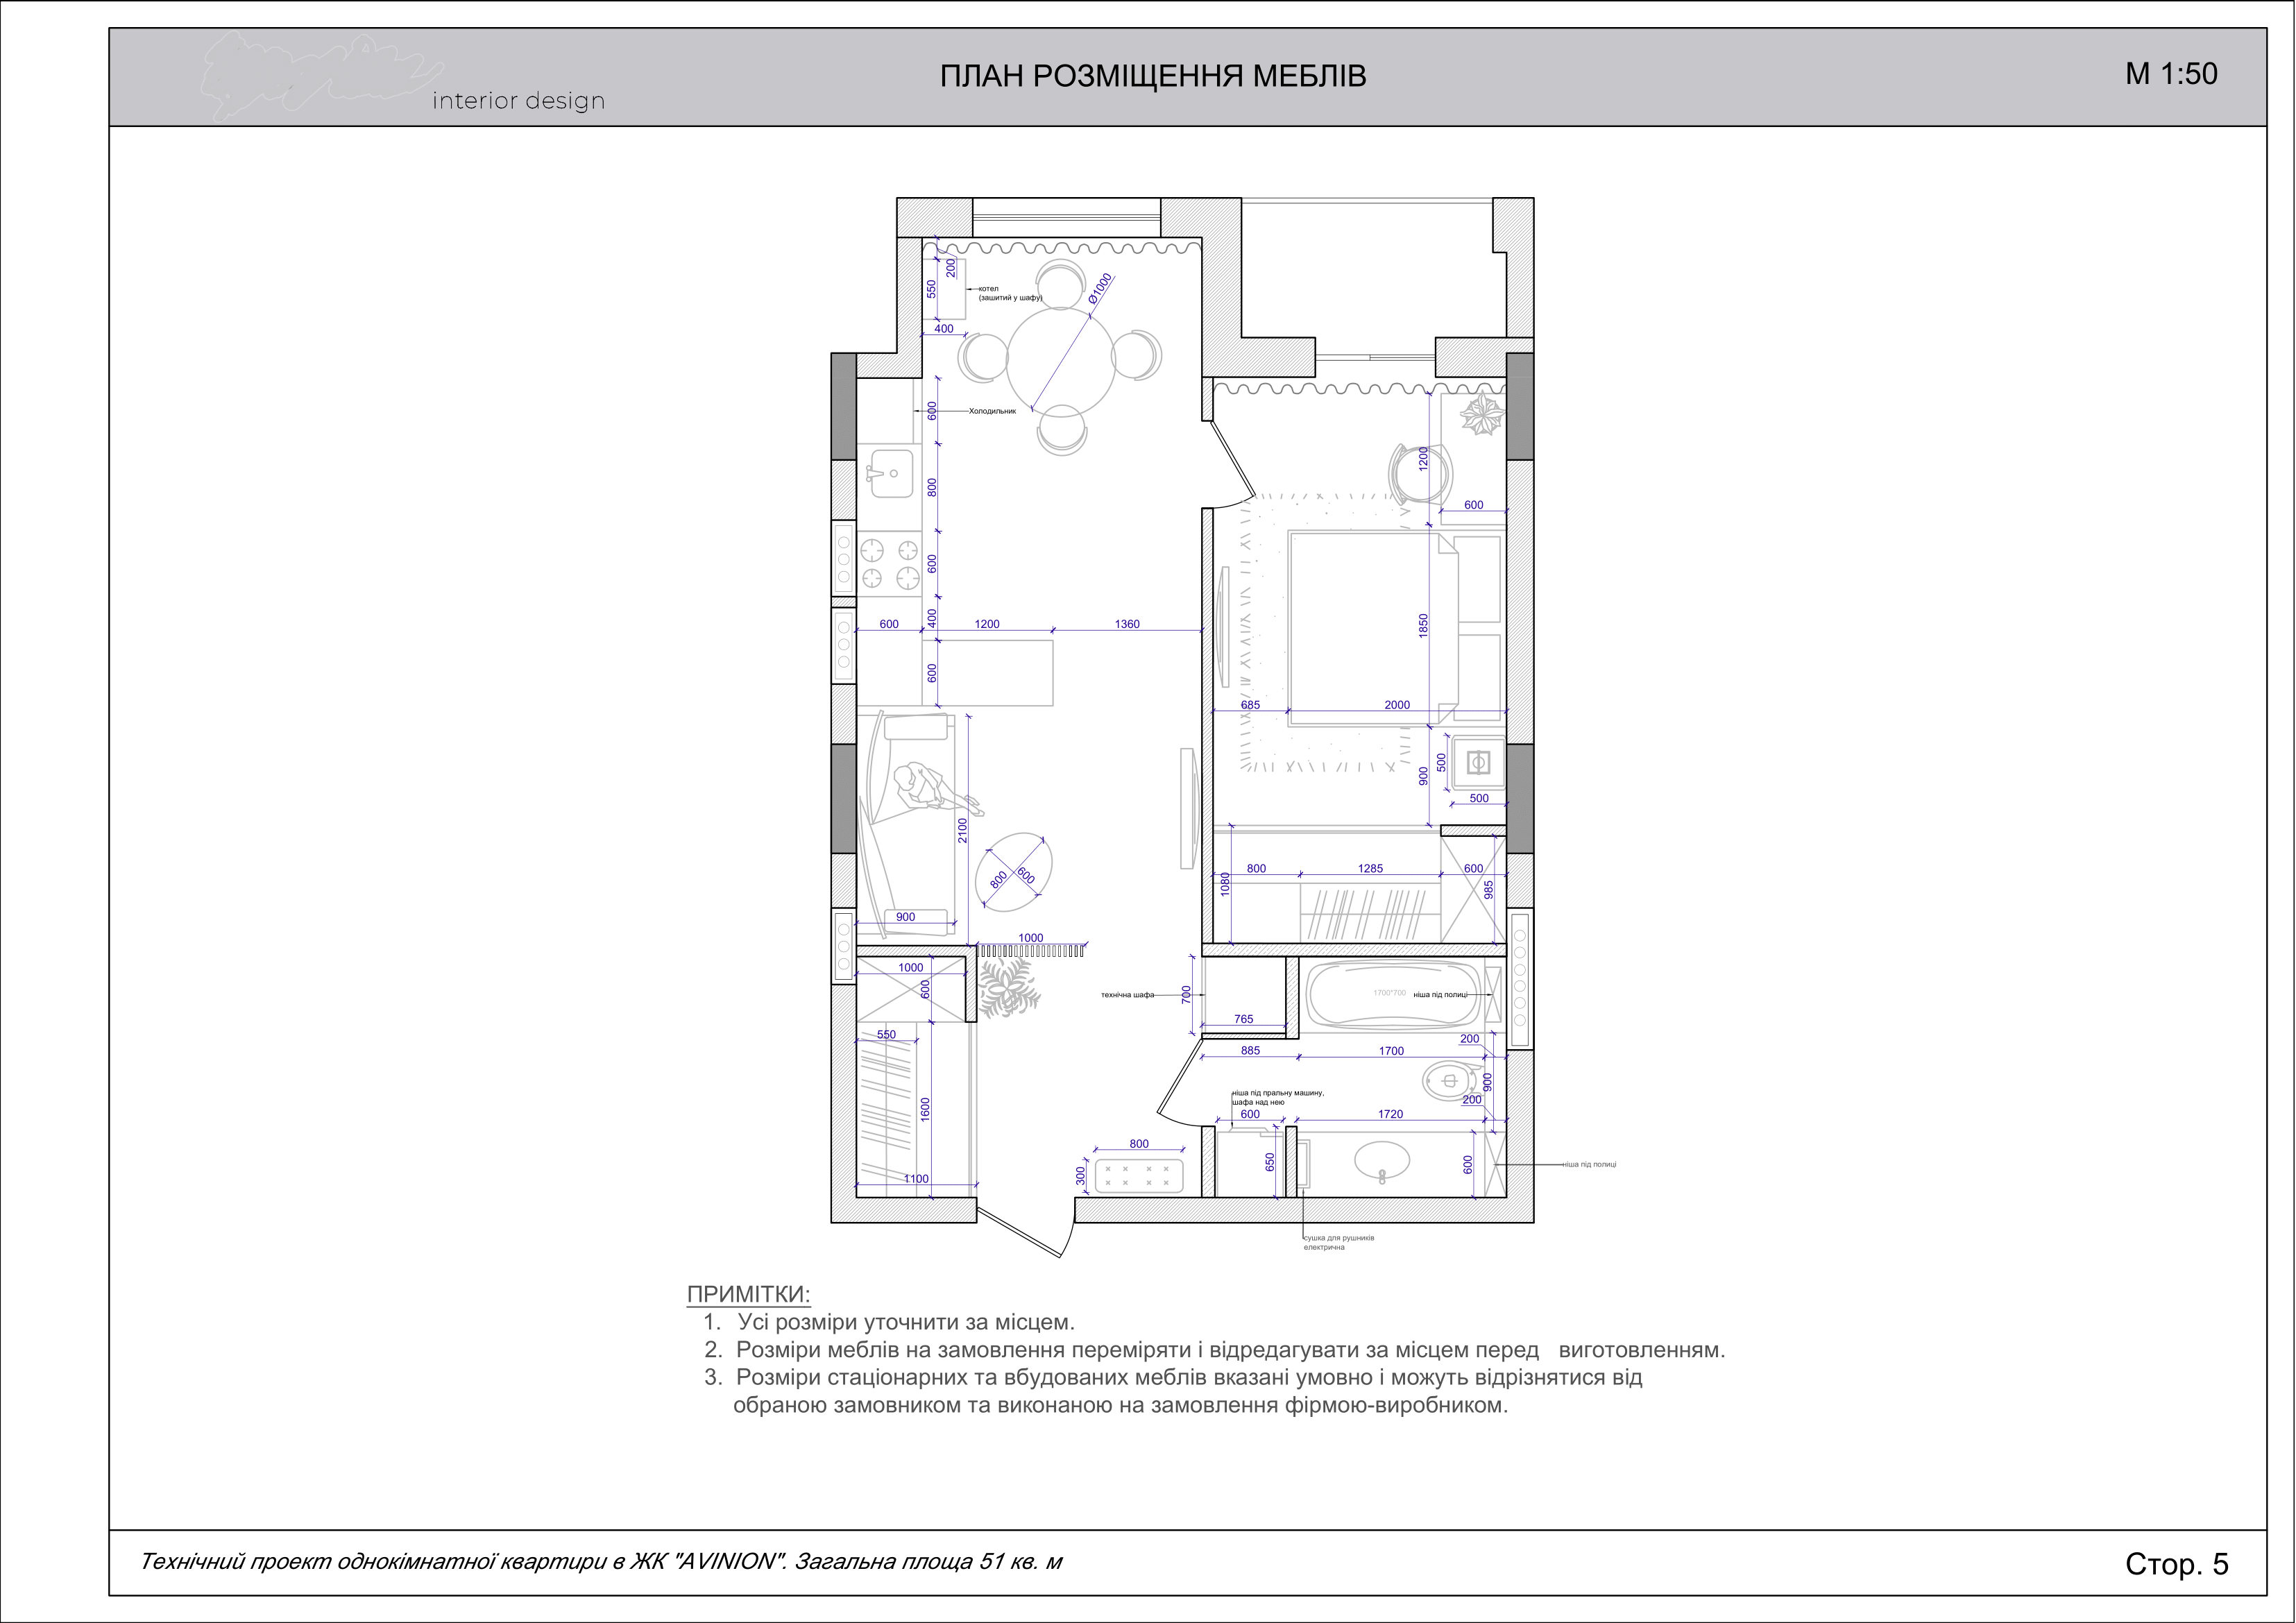 interior design
ПЛАН РОЗМІЩЕННЯ МЕБЛІВ
М 1:50
200
550
котел
(зашитий у шафу)
Ø1000
400
600
Холодильник
800
1200
600
600
400
600
1200
1360
600
1850
685
2000
900
500
500
2100
800
600
900
1080
800
1285
600
985
1000
1000
600
технічна шафа
700
1700*700
ніша під полиці
765
550
885
1700
200
900
200
ніша під пральну машину,
шафа над нею
600
1720
1600
800
300
650
600
ніша під полиці
1100
сушка для рушників
електрична
ПРИМІТКИ:
1. Усі розміри уточнити за місцем.
2. Розміри меблів на замовлення переміряти і відредагувати за місцем перед виготовленням.
3. Розміри стаціонарних та вбудованих меблів вказані умовно і можуть відрізнятися від
обраною замовником та виконаною на замовлення фірмою-виробником.
Технічний проект однокімнатної квартири в ЖК "AVINION". Загальна площа 51 кв. м
Стор. 5